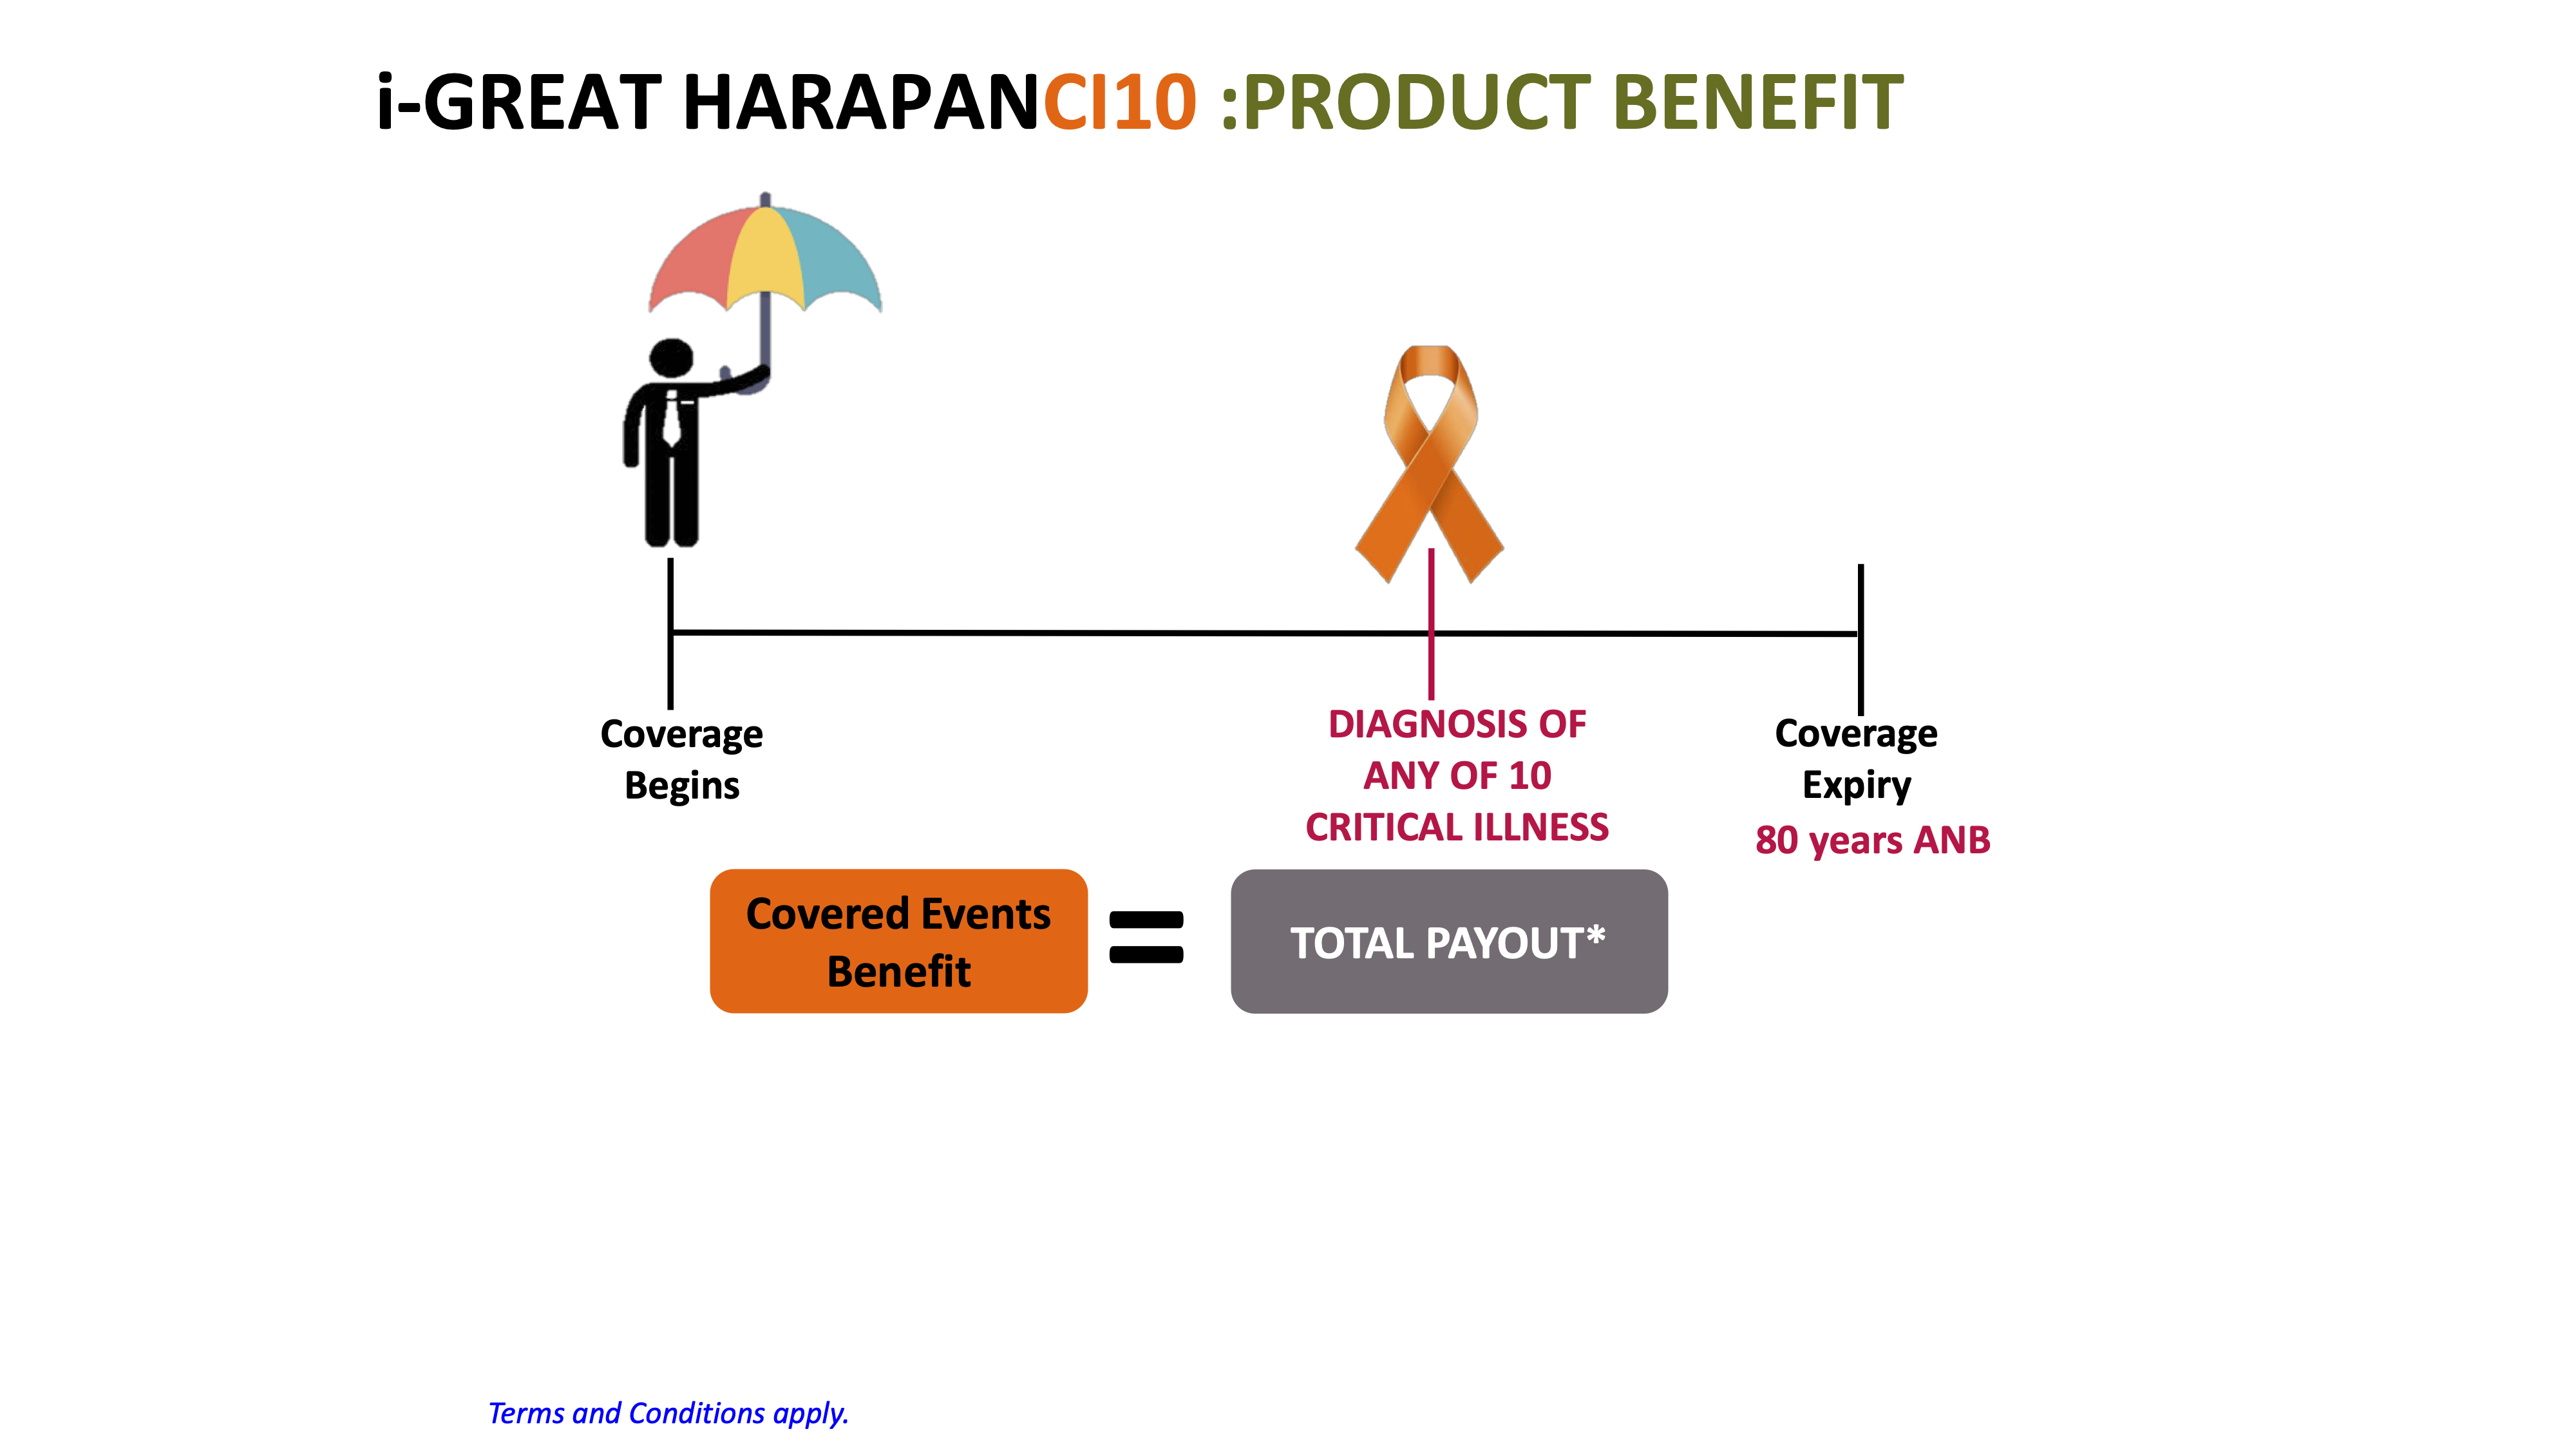 i-GREAT HARAPANCI10 :PRODUCT BENEFIT
Coverage
Begins
DIAGNOSIS OF
ANY OF 10
CRITICAL ILLNESS
Coverage
Expiry
80 years ANB
Covered Events
Benefit
=
TOTAL PAYOUT*
Terms and Conditions apply.